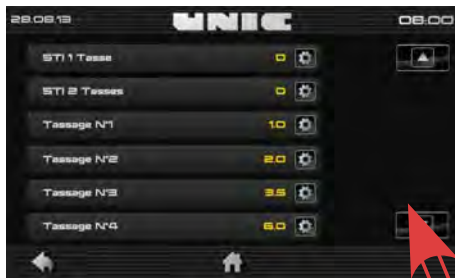 28.08.13 UNIC 08:00
STI 1 Tasse 0
STI 2 Tasses 0
Tassage N°1 1.0
Tassage N°2 2.0
Tassage N°3 3.5
Tassage N°4 6.0